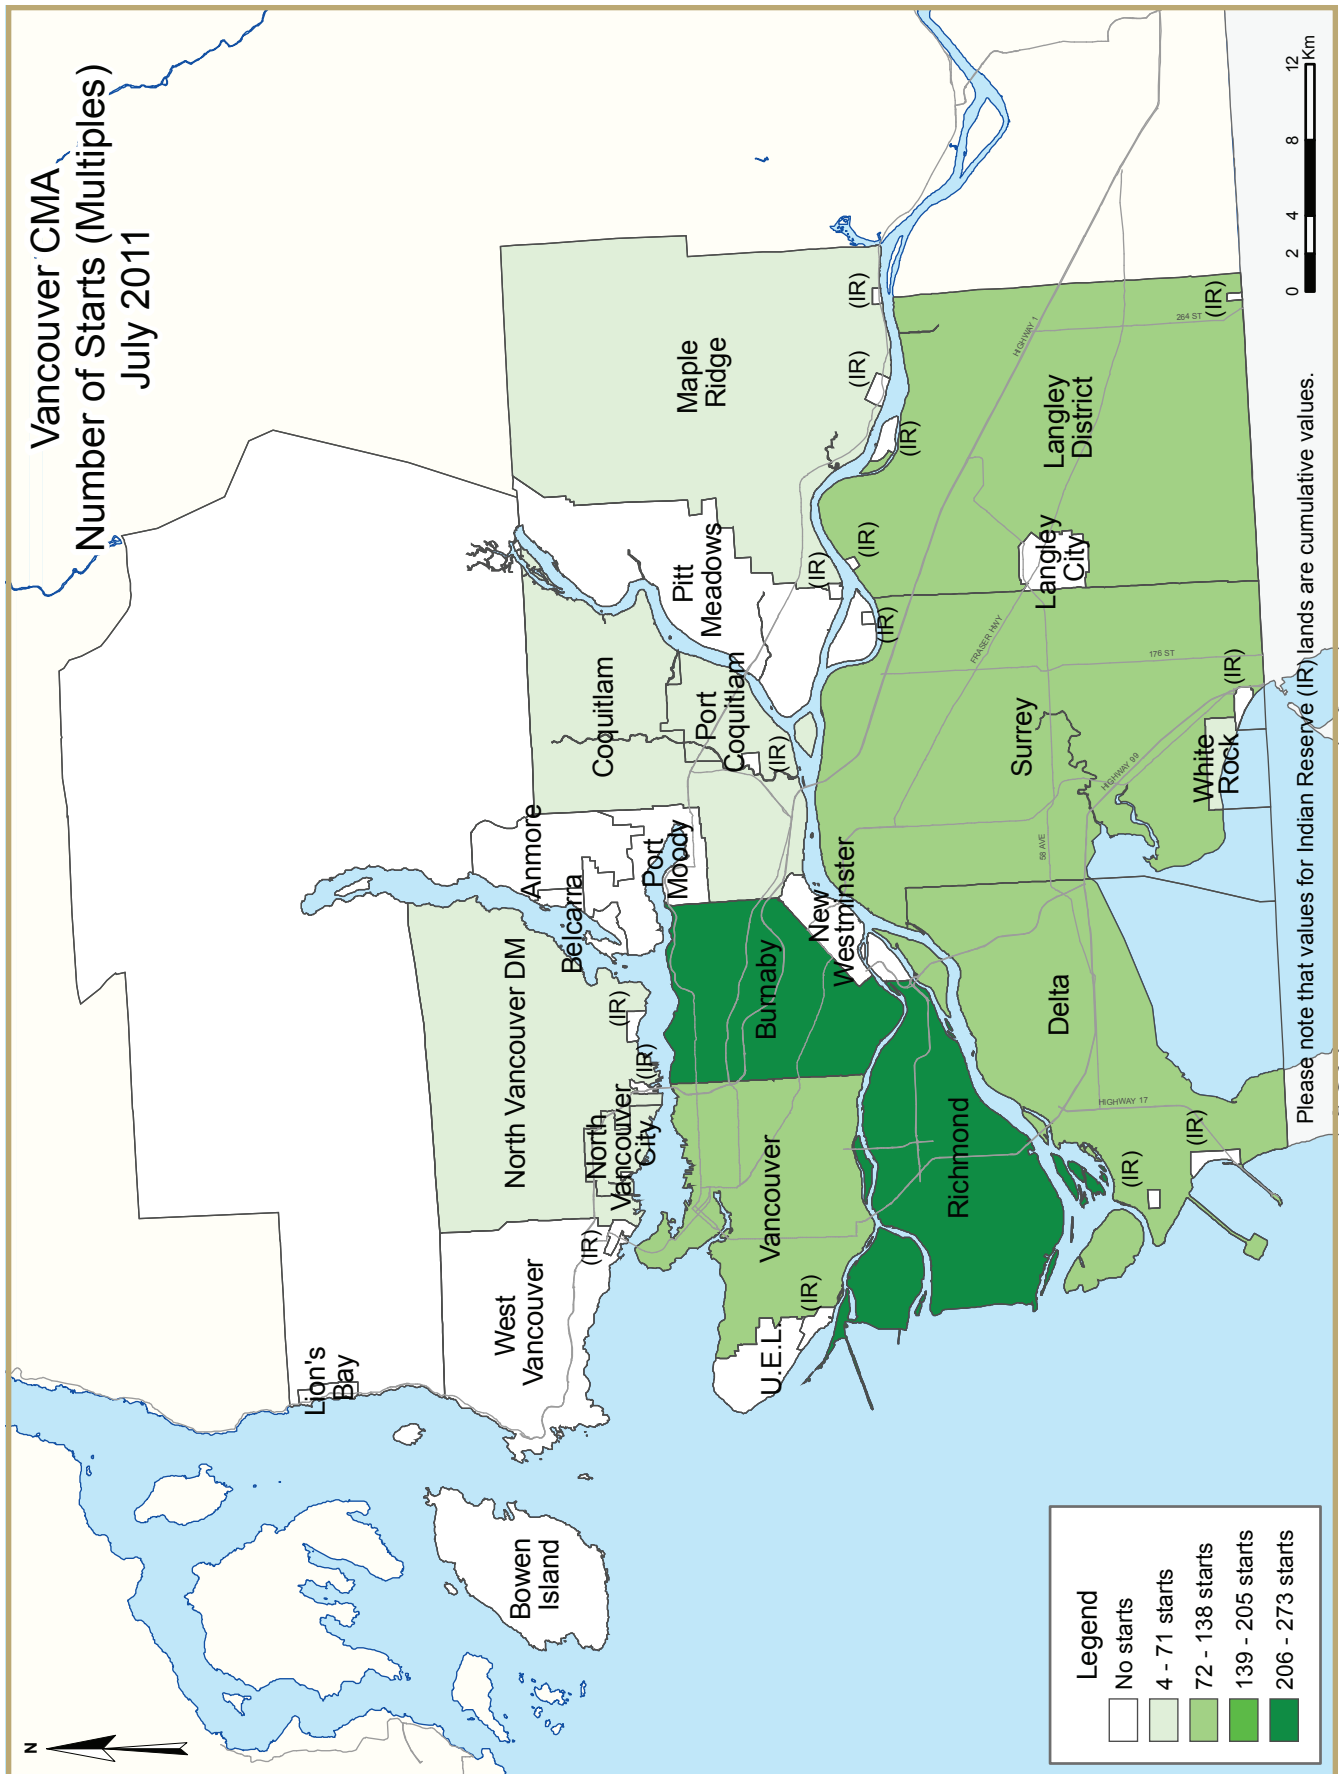 Vancouver CMA
Number of Starts (Multiples)
July 2011
N
Lion's
Bay
Bowen
Island
West
Vancouver
(IR)
North Vancouver DM
North
Vancouver
City
(IR)
(IR)
Belcarra
Anmore
Port
Moody
Coquitlam
Port
Coquitlam
(IR)
Pitt
Meadows
Maple
Ridge
(IR)
(IR)
(IR)
(IR)
(IR)
(IR)
U.E.L.
(IR)
Vancouver
Burnaby
New
Westminster
Richmond
Delta
(IR)
(IR)
HIGHWAY 17
Surrey
58 AVE
HIGHWAY 99
FRASER HWY
176 ST
White
Rock
(IR)
Langley
City
Langley
District
HIGHWAY 1
264 ST
(IR)
Legend
No starts
4 - 71 starts
72 - 138 starts
139 - 205 starts
206 - 273 starts
0 2 4 8 12
Km
Please note that values for Indian Reserve (IR) lands are cumulative values.